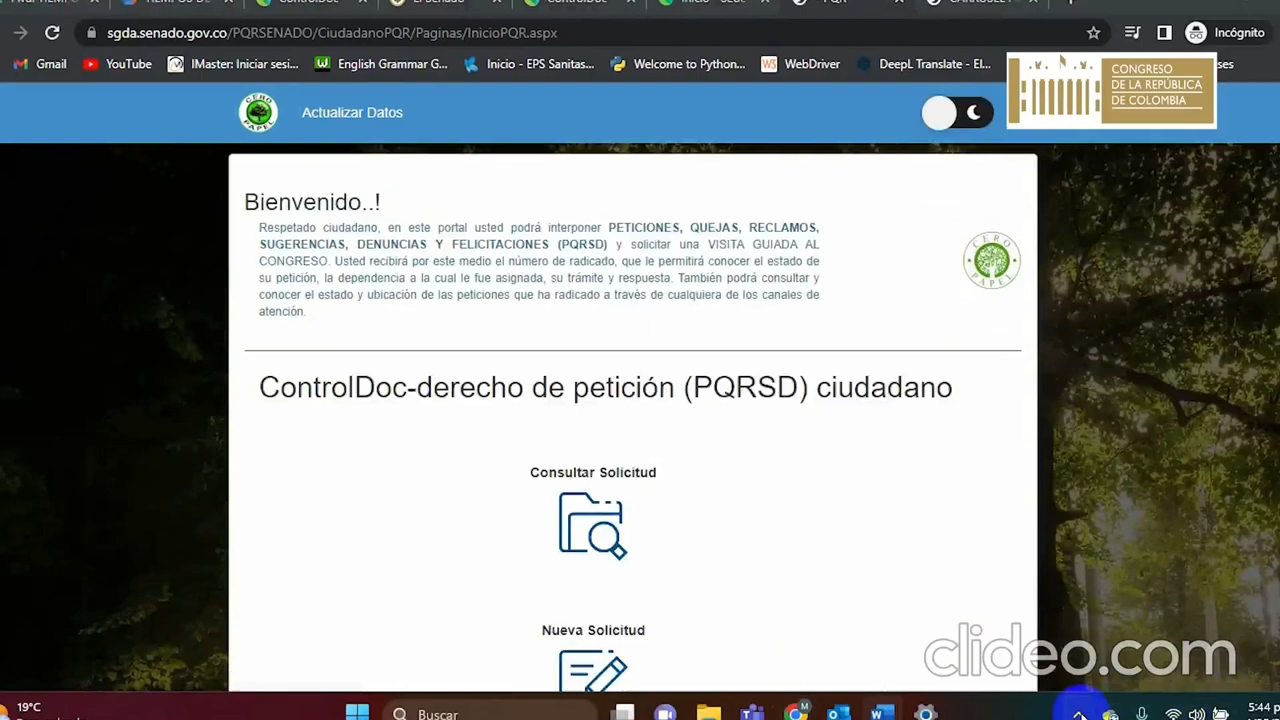 sgda.senado.gov.co/PQRSENADO/CiudadanoPQR/Paginas/InicioPQR.aspx
Incógnito
Gmail
YouTube
IMaster: Iniciar sesi...
English Grammar G...
Inicio - EPS Sanitas...
Welcome to Python...
WebDriver
DeepL Translate - El...
CONGRESO
DE LA REPÚBLICA
DE COLOMBIA
CERO PAPEL
Actualizar Datos
Bienvenido..!
Respetado ciudadano, en este portal usted podrá interponer PETICIONES, QUEJAS, RECLAMOS,
SUGERENCIAS, DENUNCIAS Y FELICITACIONES (PQRSD) y solicitar una VISITA GUIADA AL
CONGRESO. Usted recibirá por este medio el número de radicado, que le permitirá conocer el estado de
su petición, la dependencia a la cual le fue asignada, su trámite y respuesta. También podrá consultar y
conocer el estado y ubicación de las peticiones que ha radicado a través de cualquiera de los canales de
atención.
CERO PAPEL
ControlDoc-derecho de petición (PQRSD) ciudadano
Consultar Solicitud
Nueva Solicitud
clideo.com
19°C
Buscar
5:44